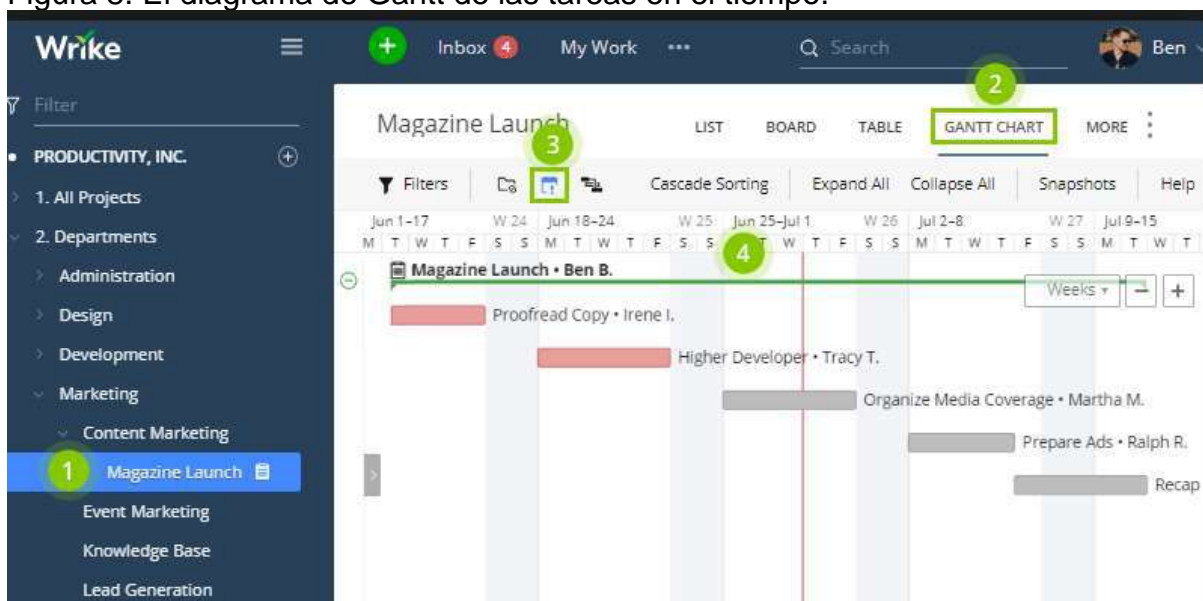 Figura 3. El diagrama de Gantt de las tareas en el tiempo.
Wrike
Inbox 4 My Work ••• Search Ben
Filter
2
Magazine Launch LIST BOARD TABLE GANTT CHART MORE
3
PRODUCTIVITY, INC.
Filters Cascade Sorting Expand All Collapse All Snapshots Help
1. All Projects
Jun 1–17 W 24 Jun 18–24 W 25 Jun 25–Jul 1 W 26 Jul 2–8 W 27 Jul 9–15
2. Departments
M T W T F S S M T W T F S S T W T F S S M T W T F S S M T W T
4
Magazine Launch • Ben B.
Administration
Weeks − +
Design
Proofread Copy • Irene I.
Development
Higher Developer • Tracy T.
Marketing
Organize Media Coverage • Martha M.
Content Marketing
Prepare Ads • Ralph R.
1 Magazine Launch
Recap
Event Marketing
Knowledge Base
Lead Generation